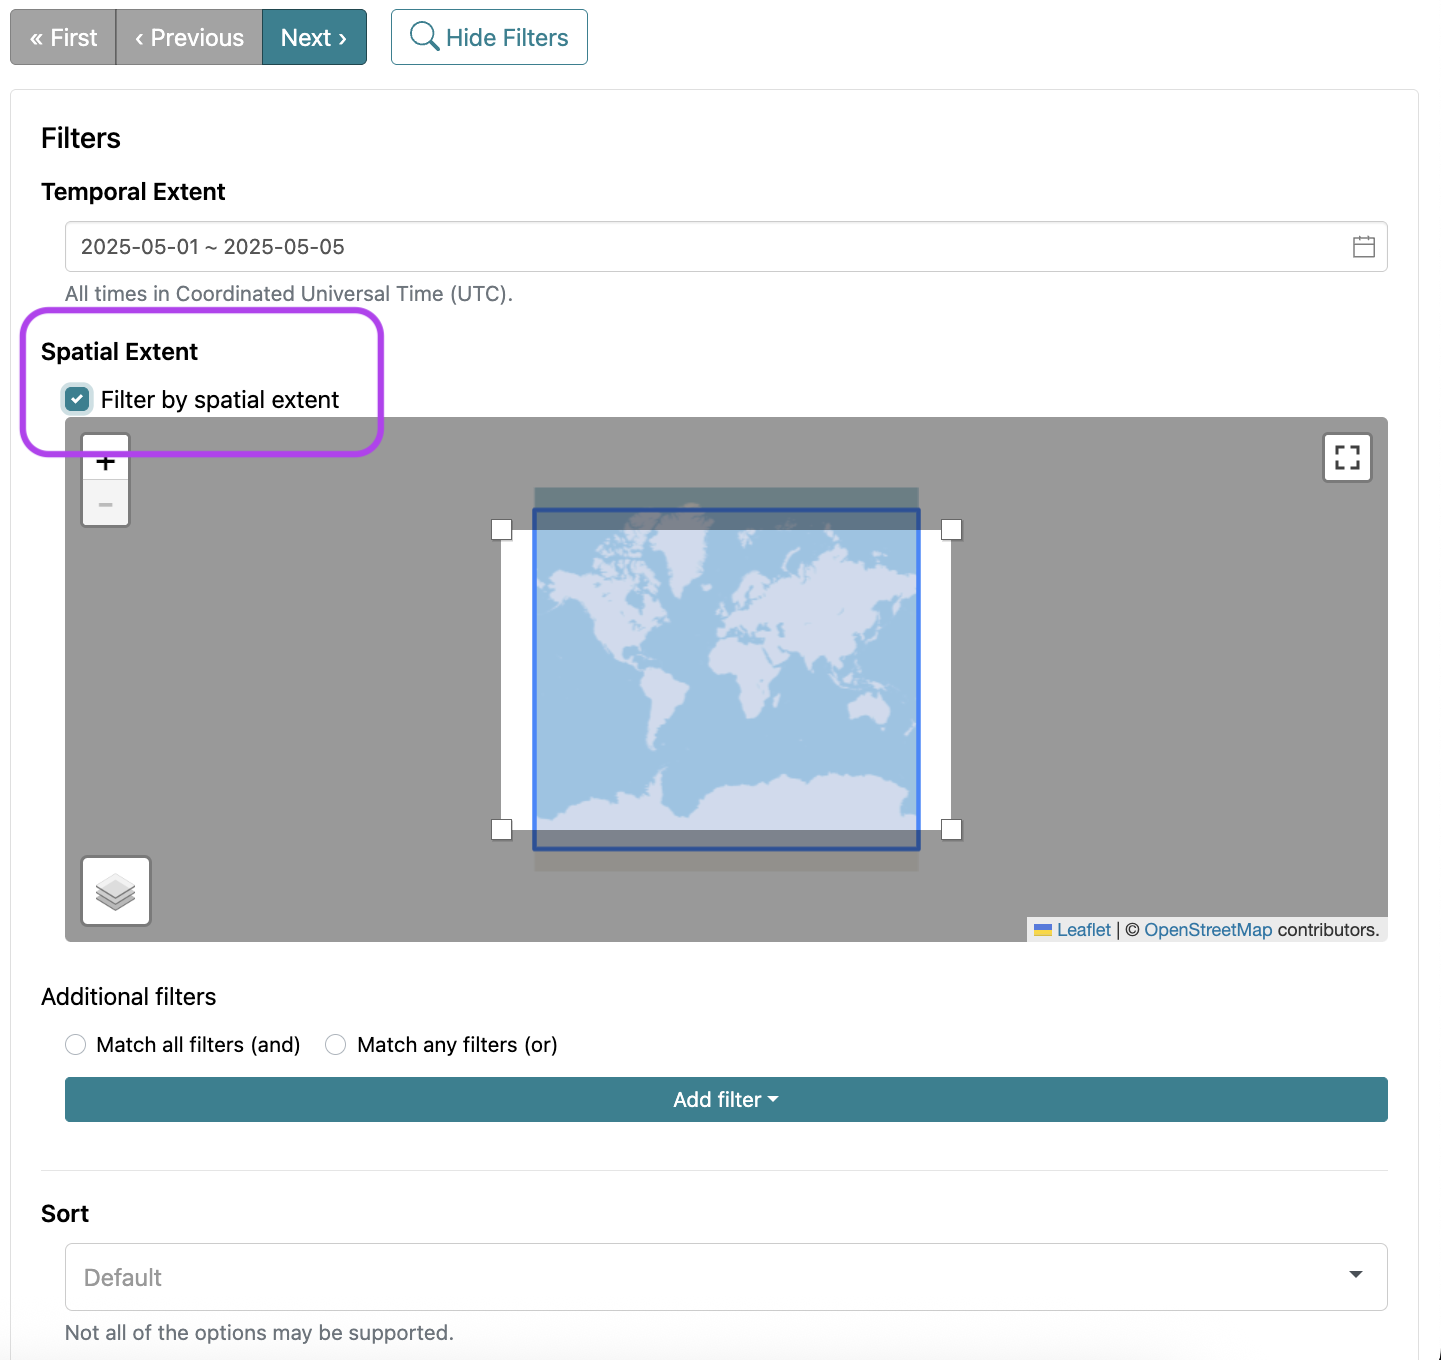 « First ‹ Previous Next › Hide Filters
Filters
Temporal Extent
2025-05-01 ~ 2025-05-05
All times in Coordinated Universal Time (UTC).
Spatial Extent
Filter by spatial extent
+
−
Leaflet | © OpenStreetMap contributors.
Additional filters
Match all filters (and) Match any filters (or)
Add filter
Sort
Default
Not all of the options may be supported.